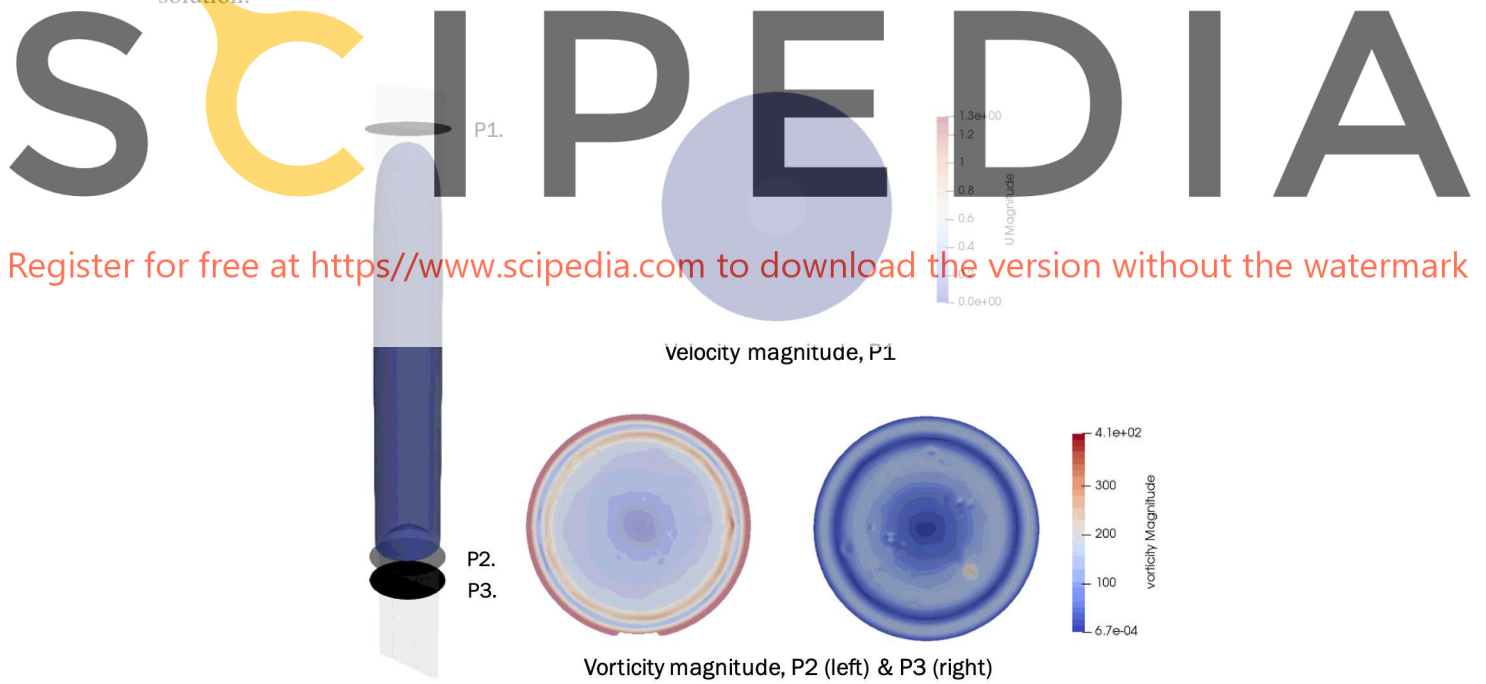 solution.
SCIPEDIA
P1.
1.3e+00
1.2
1
0.8
0.6
0.4
0.0e+00
U Magnitude
Register for free at https//www.scipedia.com to download the version without the watermark
Velocity magnitude, P1
P2.
P3.
4.1e+02
300
200
100
6.7e-04
vorticity Magnitude
Vorticity magnitude, P2 (left) & P3 (right)